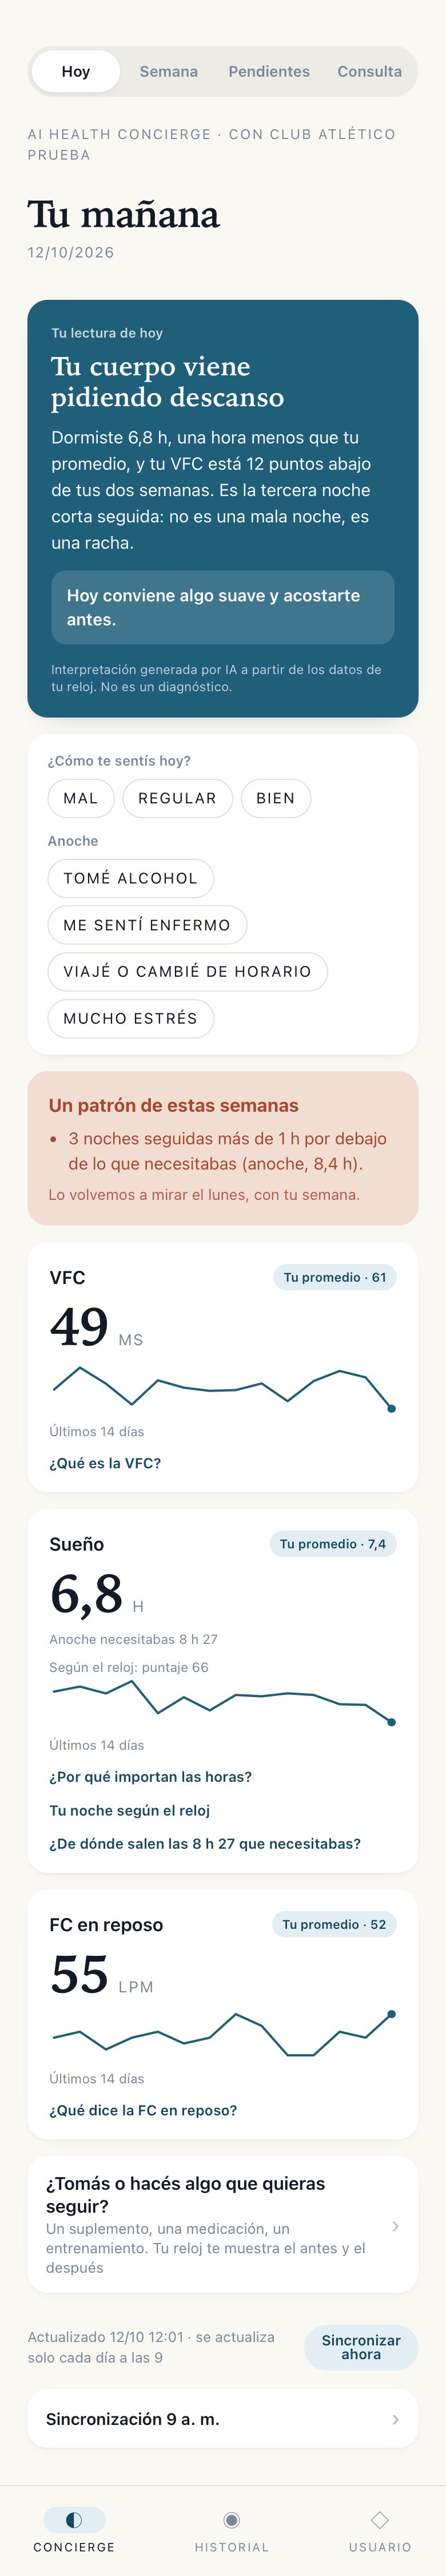 Hoy Semana Pendientes Consulta
AI HEALTH CONCIERGE · CON CLUB ATLÉTICO
PRUEBA
Tu mañana
12/10/2026
Tu lectura de hoy
Tu cuerpo viene
pidiendo descanso
Dormiste 6,8 h, una hora menos que tu
promedio, y tu VFC está 12 puntos abajo
de tus dos semanas. Es la tercera noche
corta seguida: no es una mala noche, es
una racha.
Hoy conviene algo suave y acostarte
antes.
Interpretación generada por IA a partir de los datos de
tu reloj. No es un diagnóstico.
¿Cómo te sentís hoy?
MAL REGULAR BIEN
Anoche
TOMÉ ALCOHOL
ME SENTÍ ENFERMO
VIAJÉ O CAMBIÉ DE HORARIO
MUCHO ESTRÉS
Un patrón de estas semanas
• 3 noches seguidas más de 1 h por debajo
de lo que necesitabas (anoche, 8,4 h).
Lo volvemos a mirar el lunes, con tu semana.
VFC Tu promedio · 61
49 MS
Últimos 14 días
¿Qué es la VFC?
Sueño Tu promedio · 7,4
6,8 H
Anoche necesitabas 8 h 27
Según el reloj: puntaje 66
Últimos 14 días
¿Por qué importan las horas?
Tu noche según el reloj
¿De dónde salen las 8 h 27 que necesitabas?
FC en reposo Tu promedio · 52
55 LPM
Últimos 14 días
¿Qué dice la FC en reposo?
¿Tomás o hacés algo que quieras
seguir?
Un suplemento, una medicación, un
entrenamiento. Tu reloj te muestra el antes y el
después
Actualizado 12/10 12:01 · se actualiza
solo cada día a las 9
Sincronizar
ahora
Sincronización 9 a. m.
CONCIERGE HISTORIAL USUARIO